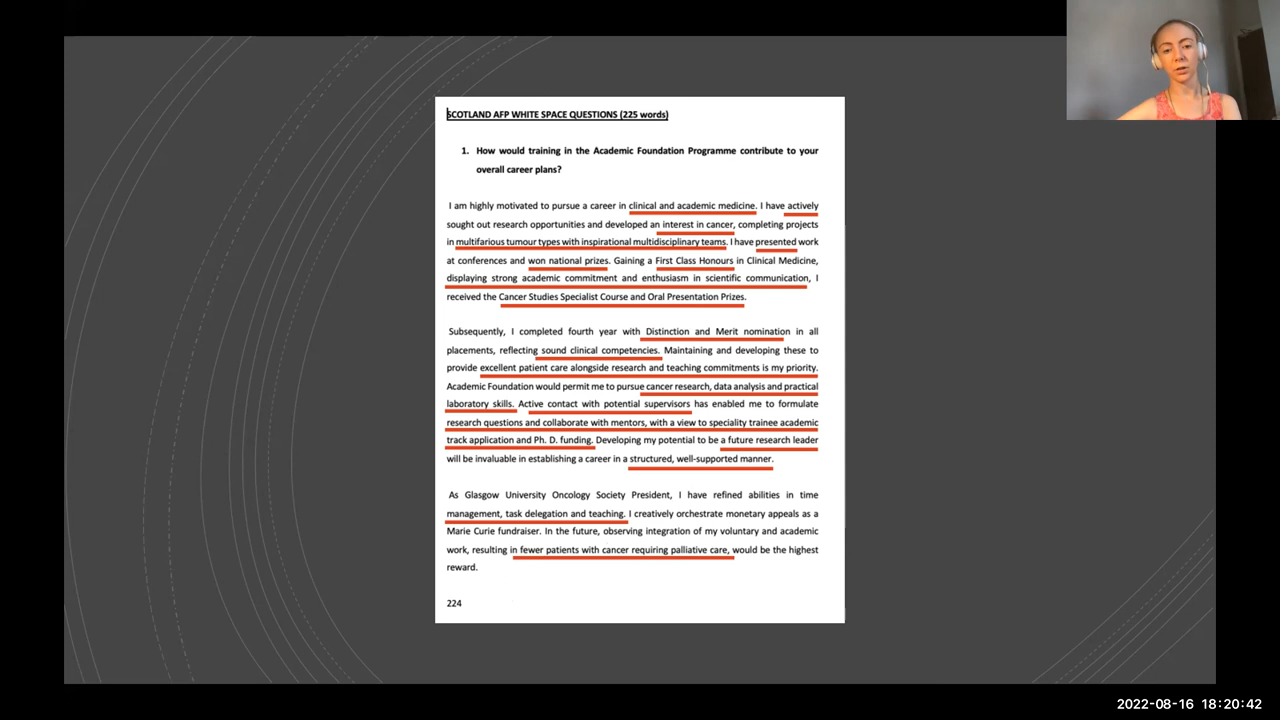 SCOTLAND AFP WHITE SPACE QUESTIONS (225 words)
1. How would training in the Academic Foundation Programme contribute to your
overall career plans?
I am highly motivated to pursue a career in clinical and academic medicine. I have actively
sought out research opportunities and developed an interest in cancer, completing projects
in multifarious tumour types with inspirational multidisciplinary teams. I have presented work
at conferences and won national prizes. Gaining a First Class Honours in Clinical Medicine,
displaying strong academic commitment and enthusiasm in scientific communication, I
received the Cancer Studies Specialist Course and Oral Presentation Prizes.
Subsequently, I completed fourth year with Distinction and Merit nomination in all
placements, reflecting sound clinical competencies. Maintaining and developing these to
provide excellent patient care alongside research and teaching commitments is my priority.
Academic Foundation would permit me to pursue cancer research, data analysis and practical
laboratory skills. Active contact with potential supervisors has enabled me to formulate
research questions and collaborate with mentors, with a view to speciality trainee academic
track application and Ph. D. funding. Developing my potential to be a future research leader
will be invaluable in establishing a career in a structured, well-supported manner.
As Glasgow University Oncology Society President, I have refined abilities in time
management, task delegation and teaching. I creatively orchestrate monetary appeals as a
Marie Curie fundraiser. In the future, observing integration of my voluntary and academic
work, resulting in fewer patients with cancer requiring palliative care, would be the highest
reward.
224
2022-08-16 18:20:42